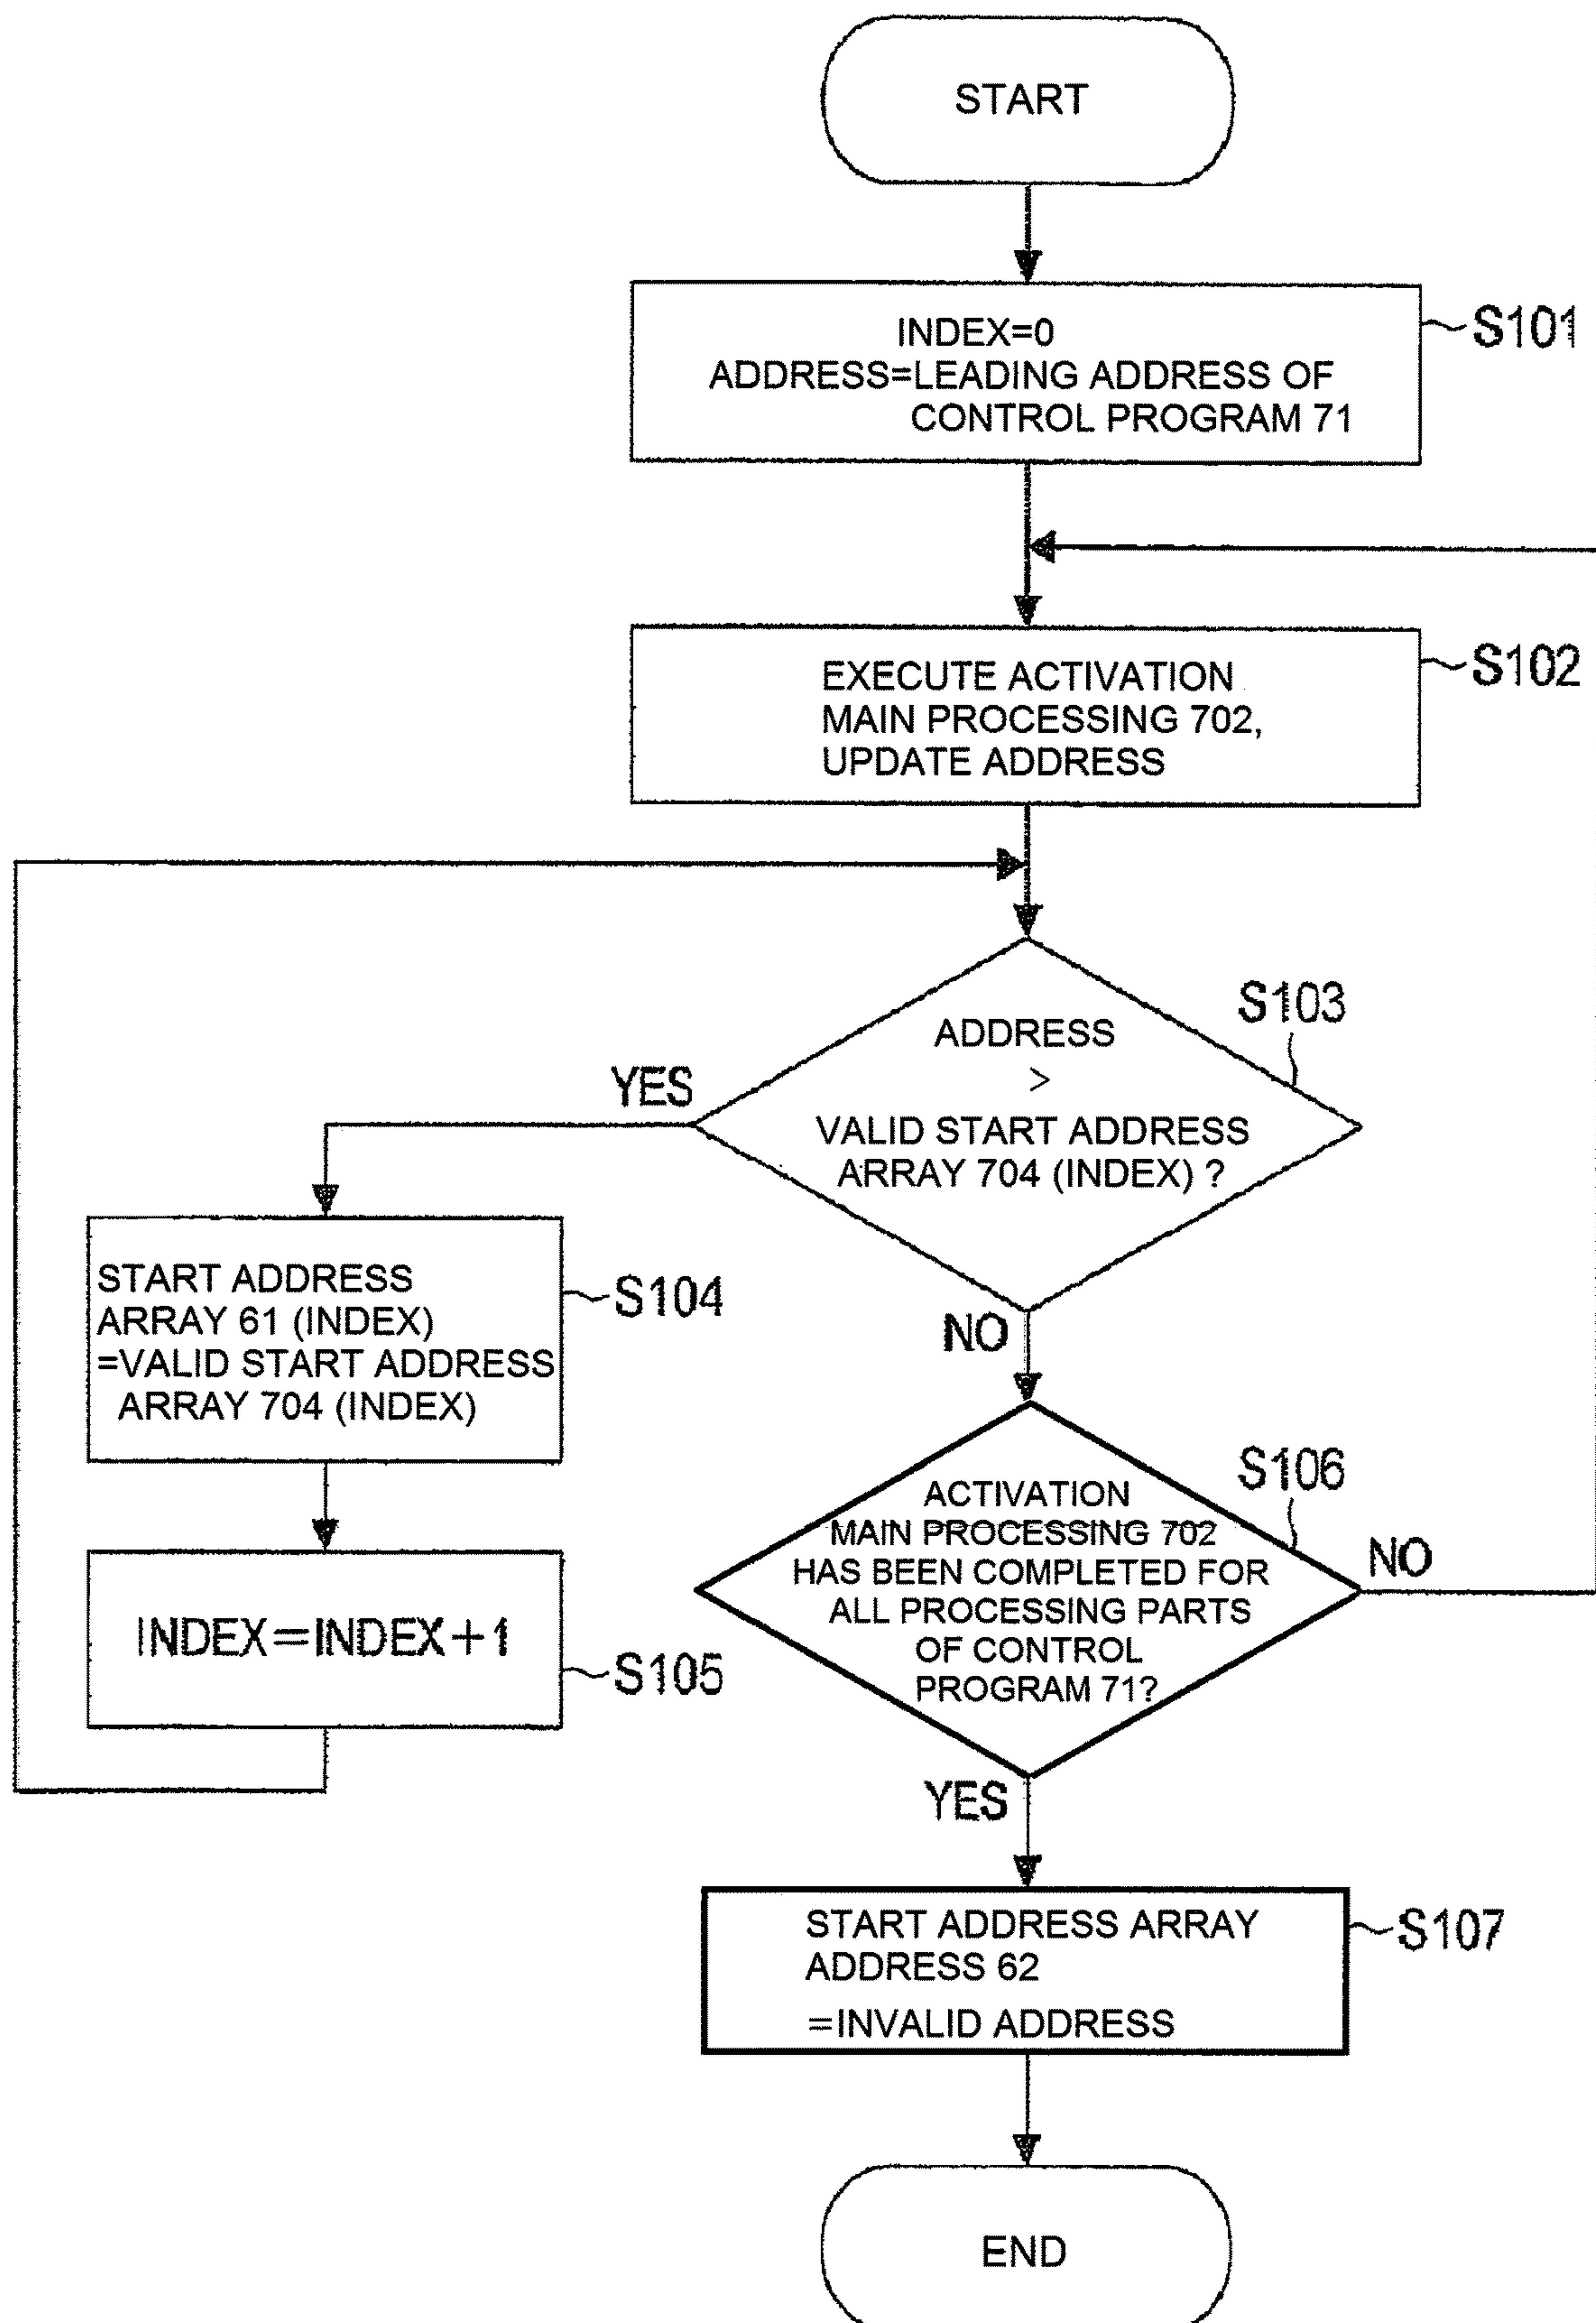 START
INDEX=0
ADDRESS=LEADING ADDRESS OF
CONTROL PROGRAM 71
S101
EXECUTE ACTIVATION
MAIN PROCESSING 702,
UPDATE ADDRESS
S102
ADDRESS
>
VALID START ADDRESS
ARRAY 704 (INDEX) ?
S103
YES
NO
START ADDRESS
ARRAY 61 (INDEX)
=VALID START ADDRESS
ARRAY 704 (INDEX)
S104
INDEX=INDEX+1
S105
ACTIVATION
MAIN PROCESSING 702
HAS BEEN COMPLETED FOR
ALL PROCESSING PARTS
OF CONTROL
PROGRAM 71?
S106
NO
YES
START ADDRESS ARRAY
ADDRESS 62
=INVALID ADDRESS
S107
END